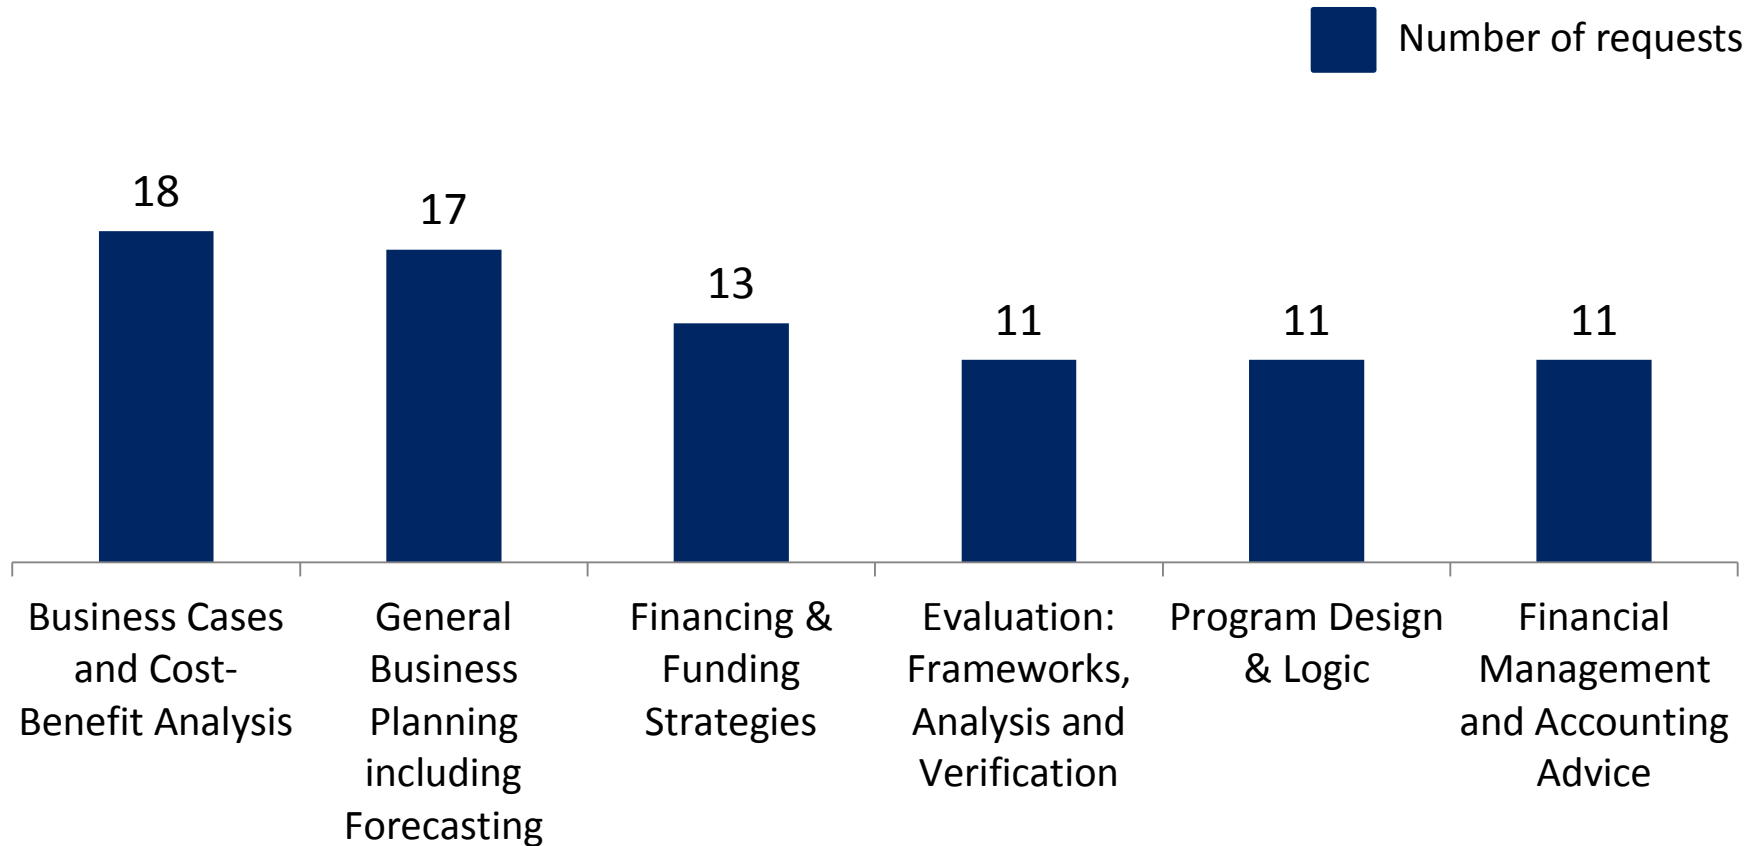 Number of requests
18
17
13
11
11
11
Business Cases
and Cost-
Benefit Analysis
General
Business
Planning
including
Forecasting
Financing &
Funding
Strategies
Evaluation:
Frameworks,
Analysis and
Verification
Program Design
& Logic
Financial
Management
and Accounting
Advice